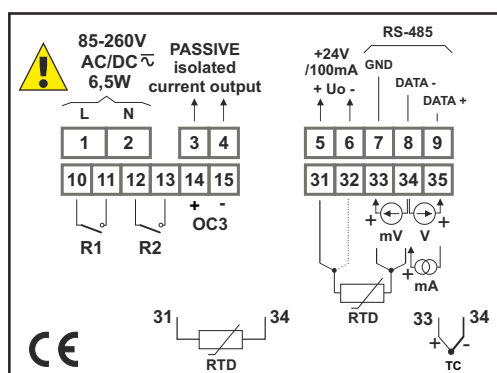 85-260V
AC/DC
6,5W
L N
PASSIVE
isolated
current output
+24V
/100mA
+ Uo -
RS-485
GND
DATA -
DATA +
1 2 3 4 5 6 7 8 9
10 11 12 13 14 15 31 32 33 34 35
R1 R2
+ -
OC3
+ mV V +
+ mA
RTD
31 34
RTD
33 34
+ -
TC
CE